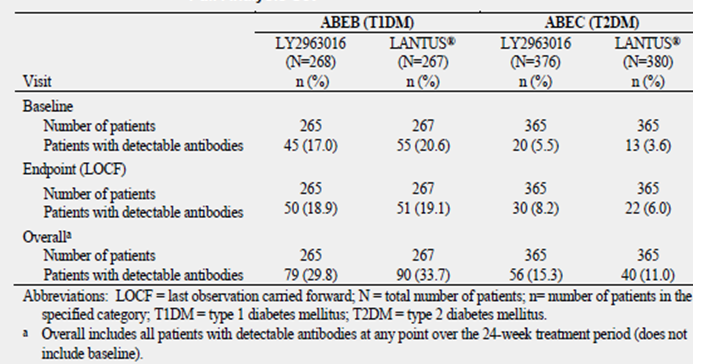 ABEB (T1DM) ABEC (T2DM)
LY2963016 LANTUS® LY2963016 LANTUS®
(N=268) (N=267) (N=376) (N=380)
Visit n (%) n (%) n (%) n (%)
Baseline
Number of patients 265 267 365 365
Patients with detectable antibodies 45 (17.0) 55 (20.6) 20 (5.5) 13 (3.6)
Endpoint (LOCF)
Number of patients 265 267 365 365
Patients with detectable antibodies 50 (18.9) 51 (19.1) 30 (8.2) 22 (6.0)
Overallᵃ
Number of patients 265 267 365 365
Patients with detectable antibodies 79 (29.8) 90 (33.7) 56 (15.3) 40 (11.0)
Abbreviations: LOCF = last observation carried forward; N = total number of patients; n= number of patients in the
specified category; T1DM = type 1 diabetes mellitus; T2DM = type 2 diabetes mellitus.
a Overall includes all patients with detectable antibodies at any point over the 24-week treatment period (does not
include baseline).